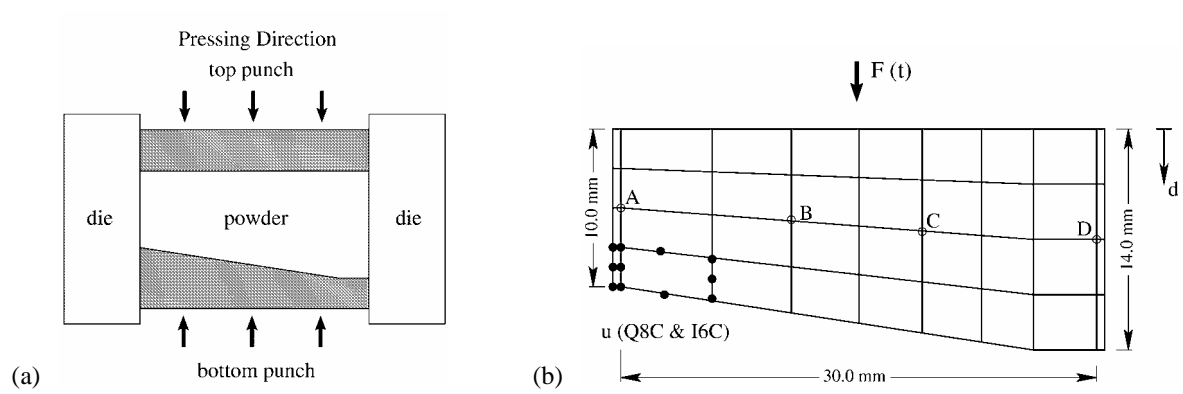 Pressing Direction
top punch
die
powder
die
bottom punch
(a)
F (t)
d
10.0 mm
A
B
C
D
14.0 mm
u (Q8C & I6C)
30.0 mm
(b)